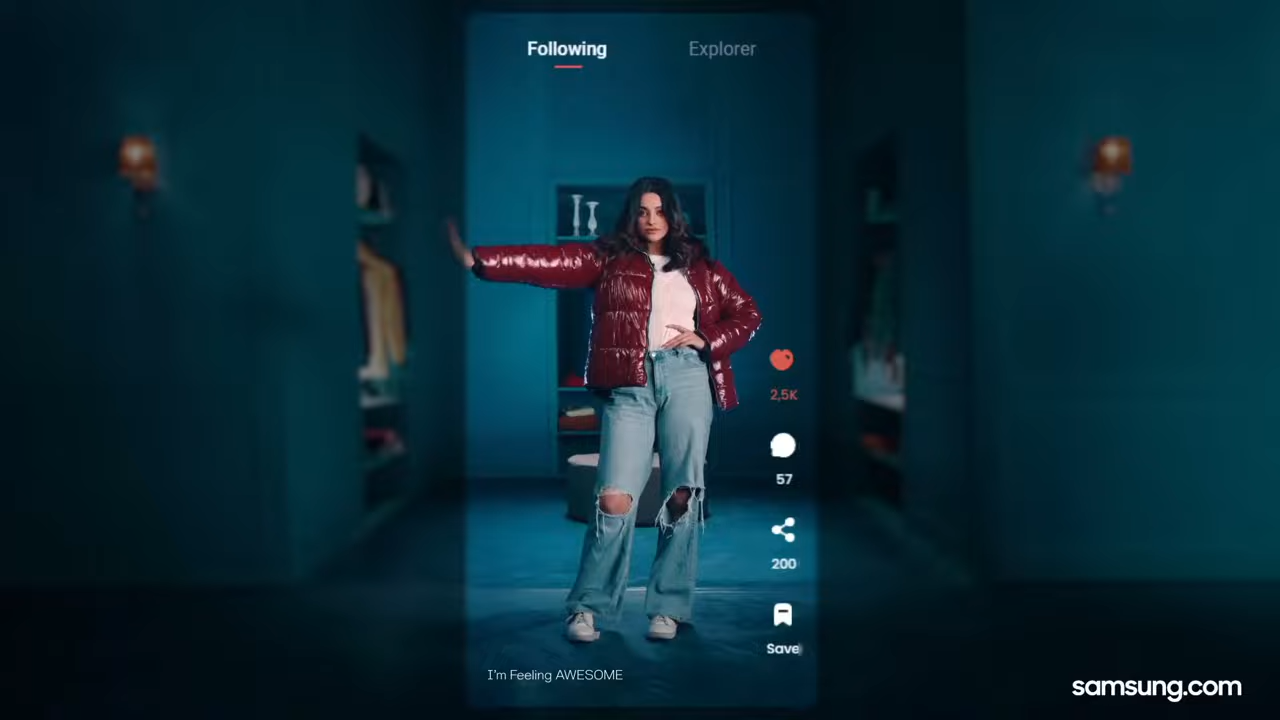 Following
Explorer
2,5K
57
200
Save
I'm Feeling AWESOME
samsung.com